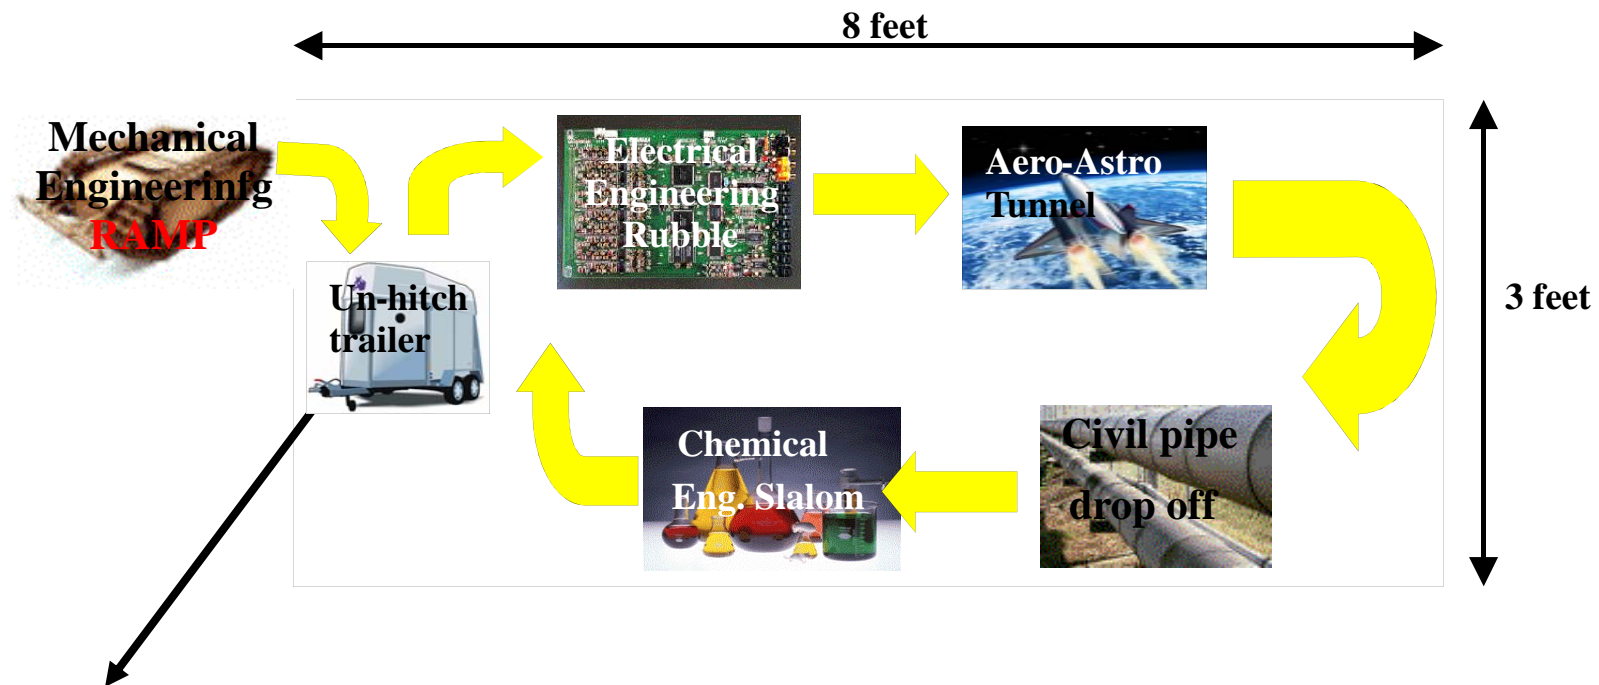 8 feet
Mechanical
Engineerinfg
RAMP
Electrical
Engineering
Rubble
Aero-Astro
Tunnel
Un-hitch
trailer
3 feet
Chemical
Eng. Slalom
Civil pipe
drop off